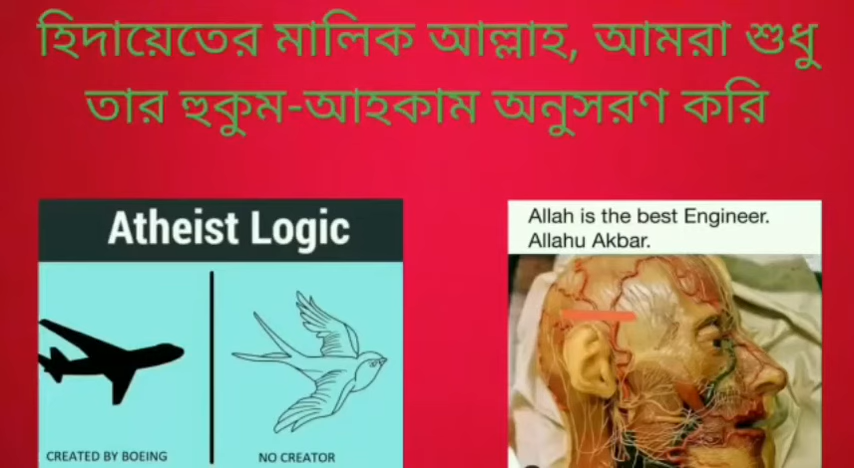 হিদায়েতের মালিক আল্লাহ, আমরা শুধু
তার হুকুম-আহকাম অনুসরণ করি
Atheist Logic
CREATED BY BOEING
NO CREATOR
Allah is the best Engineer.
Allahu Akbar.